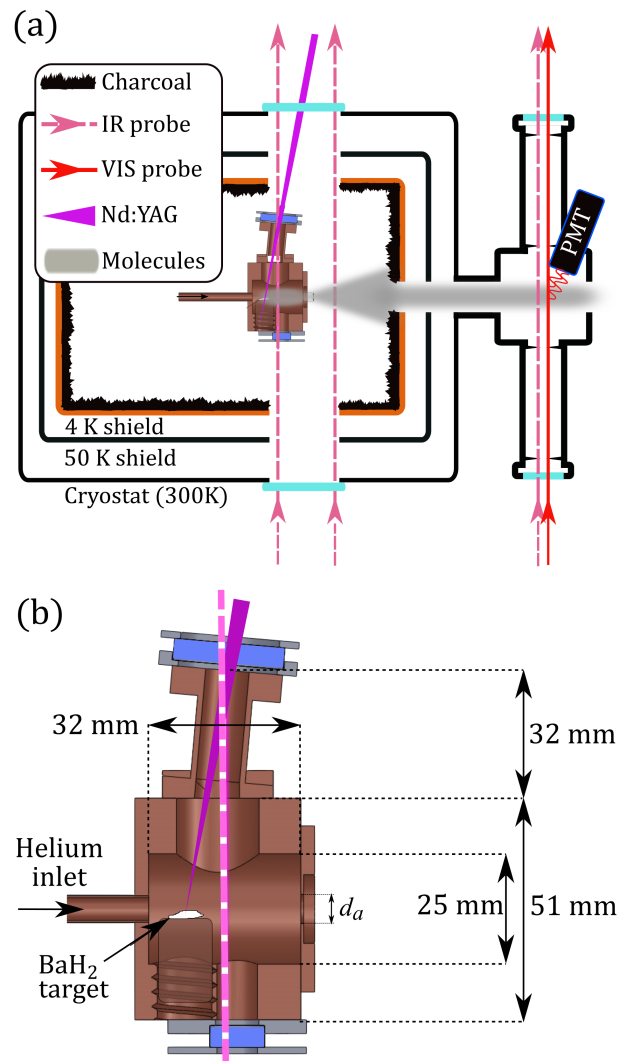 (a)
Charcoal
IR probe
VIS probe
Nd:YAG
Molecules
PMT
4 K shield
50 K shield
Cryostat (300K)
(b)
32 mm
32 mm
Helium
inlet
dₐ
25 mm
51 mm
BaH₂
target